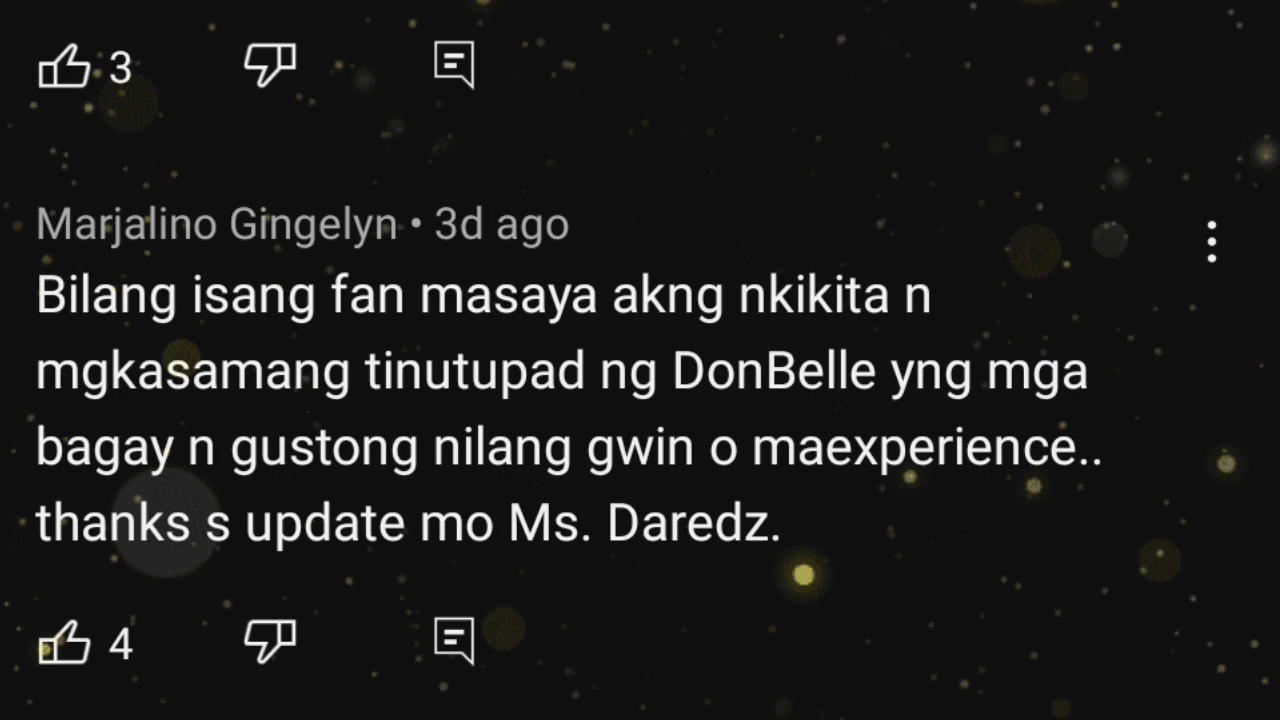 3
Marjalino Gingelyn • 3d ago
Bilang isang fan masaya akng nkikita n
mgkasamang tinutupad ng DonBelle yng mga
bagay n gustong nilang gwin o maexperience..
thanks s update mo Ms. Daredz.
4